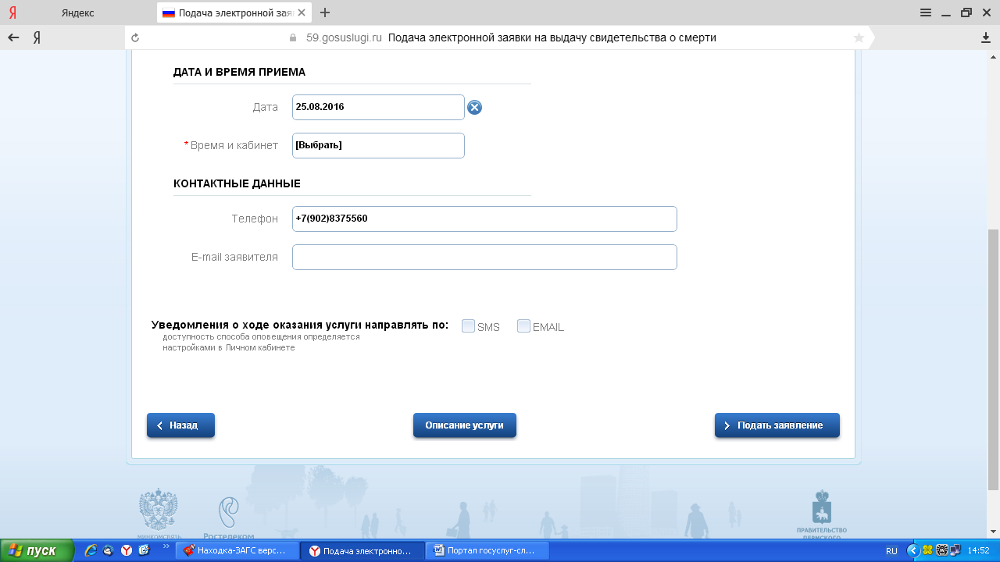 Яндекс
Подача электронной зая
59.gosuslugi.ru Подача электронной заявки на выдачу свидетельства о смерти
ДАТА И ВРЕМЯ ПРИЕМА
Дата 25.08.2016
* Время и кабинет [Выбрать]
КОНТАКТНЫЕ ДАННЫЕ
Телефон +7(902)8375560
E-mail заявителя
Уведомления о ходе оказания услуги направлять по: SMS EMAIL
доступность способа оповещения определяется
настройками в Личном кабинете
Назад Описание услуги Подать заявление
МИНКОМСВЯЗЬ Ростелеком ПРАВИТЕЛЬСТВО
ПЕРМСКОГО
пуск » Находка-ЗАГС верс... Подача электронно... Портал госуслуг-сл... RU 14:52